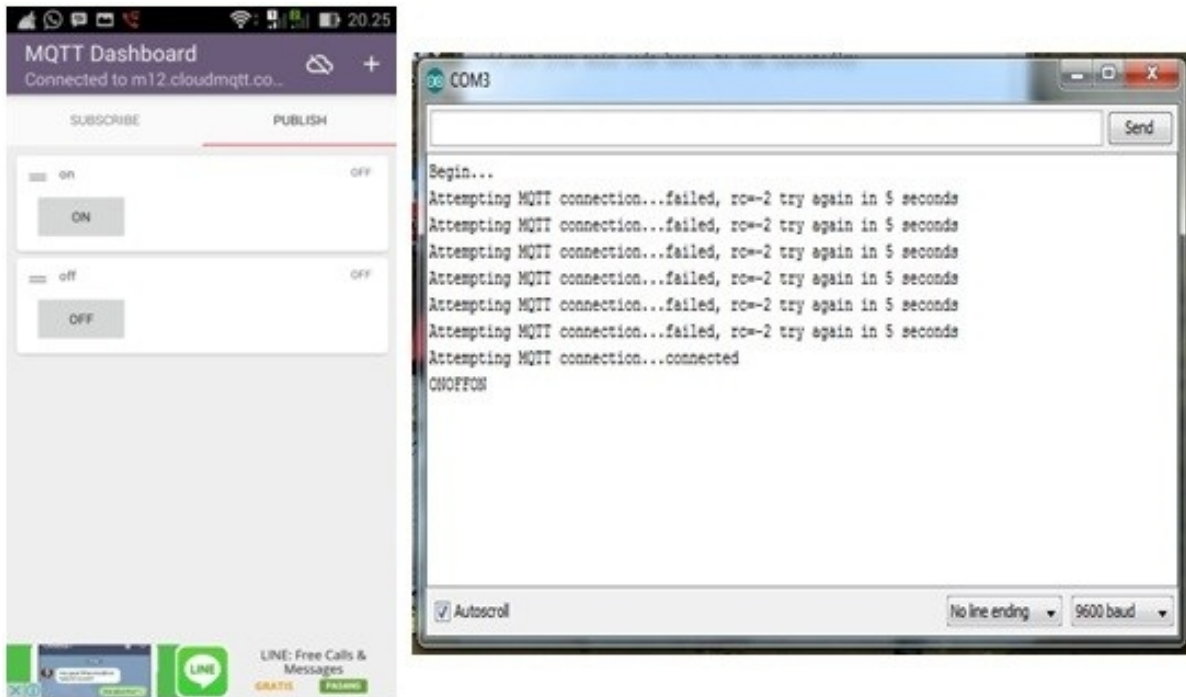 20.25
MQTT Dashboard
Connected to m12.cloudmqtt.co...
SUBSCRIBE
PUBLISH
on
OFF
ON
off
OFF
OFF
LINE
LINE: Free Calls &
Messages
GRATIS
PASANG
COM3
Send
Begin...
Attempting MQTT connection...failed, rc=-2 try again in 5 seconds
Attempting MQTT connection...failed, rc=-2 try again in 5 seconds
Attempting MQTT connection...failed, rc=-2 try again in 5 seconds
Attempting MQTT connection...failed, rc=-2 try again in 5 seconds
Attempting MQTT connection...failed, rc=-2 try again in 5 seconds
Attempting MQTT connection...failed, rc=-2 try again in 5 seconds
Attempting MQTT connection...connected
ONOFFON
Autoscroll
No line ending
9600 baud